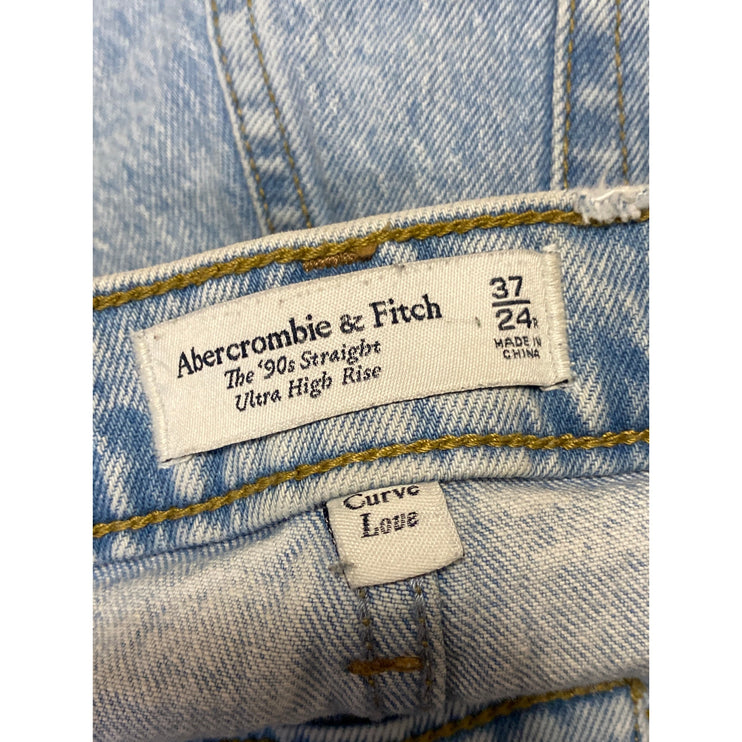 Abercrombie & Fitch
The '90s Straight
Ultra High Rise
37
24R
MADE IN
CHINA
Curve
Love